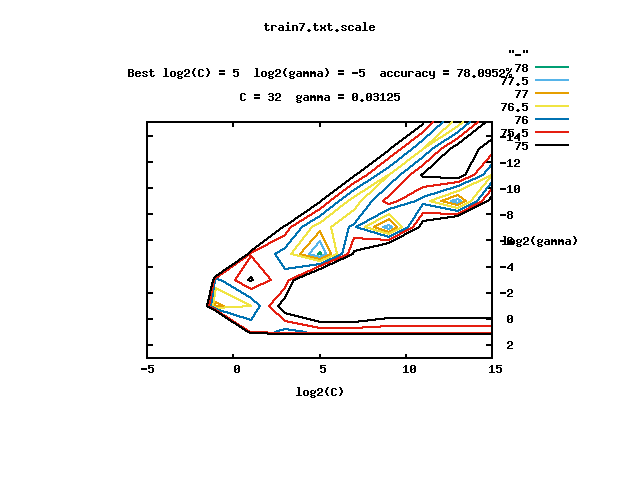 train7.txt.scale
"-"
Best log2(C) = 5  log2(gamma) = -5  accuracy = 78.0952%
78
77.5
77
76.5
76
75.5
75
C = 32  gamma = 0.03125
-14
-12
-10
-8
-6
log2(gamma)
-4
-2
0
2
-5 0 5 10 15
log2(C)